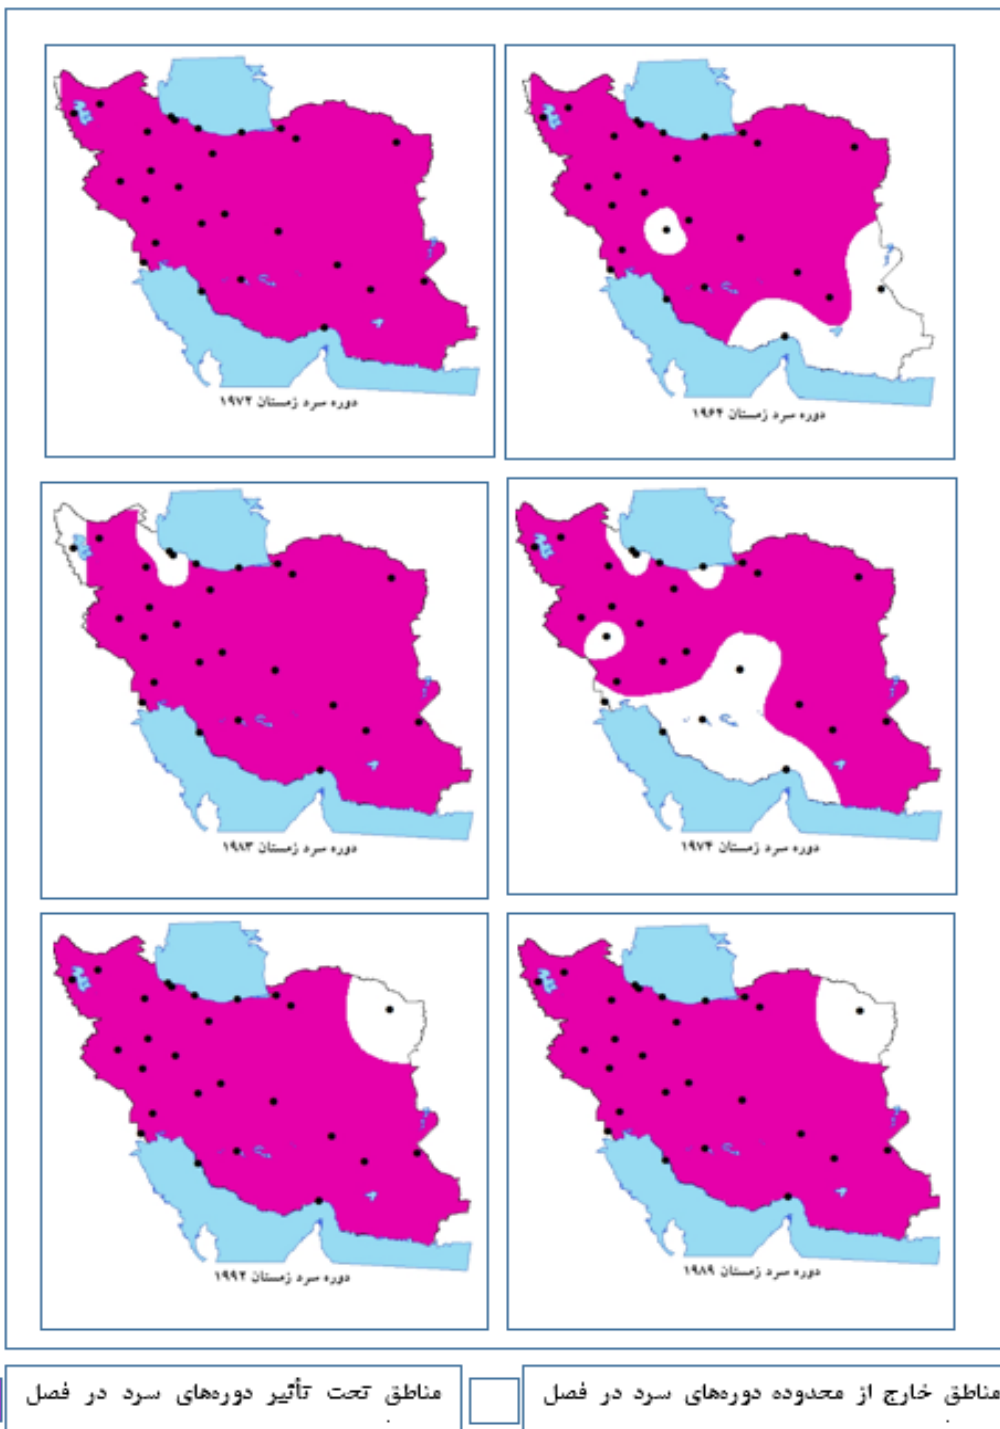 دوره سرد زمستان ۱۹۶۴
دوره سرد زمستان ۱۹۷۲
دوره سرد زمستان ۱۹۷۴
دوره سرد زمستان ۱۹۸۳
دوره سرد زمستان ۱۹۸۹
دوره سرد زمستان ۱۹۹۲
مناطق خارج از محدوده دوره‌های سرد در فصل
مناطق تحت تأثیر دوره‌های سرد در فصل